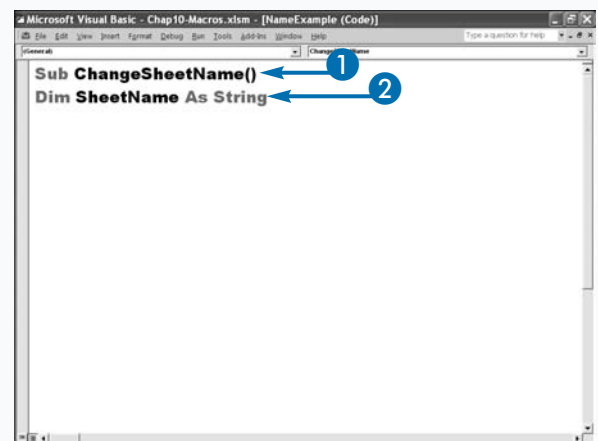 Microsoft Visual Basic - Chap10-Macros.xlsm - [NameExample (Code)]
File Edit View Insert Format Debug Run Tools Add-Ins Window Help Type a question for help
(General)
Sub ChangeSheetName() 1
Dim SheetName As String 2